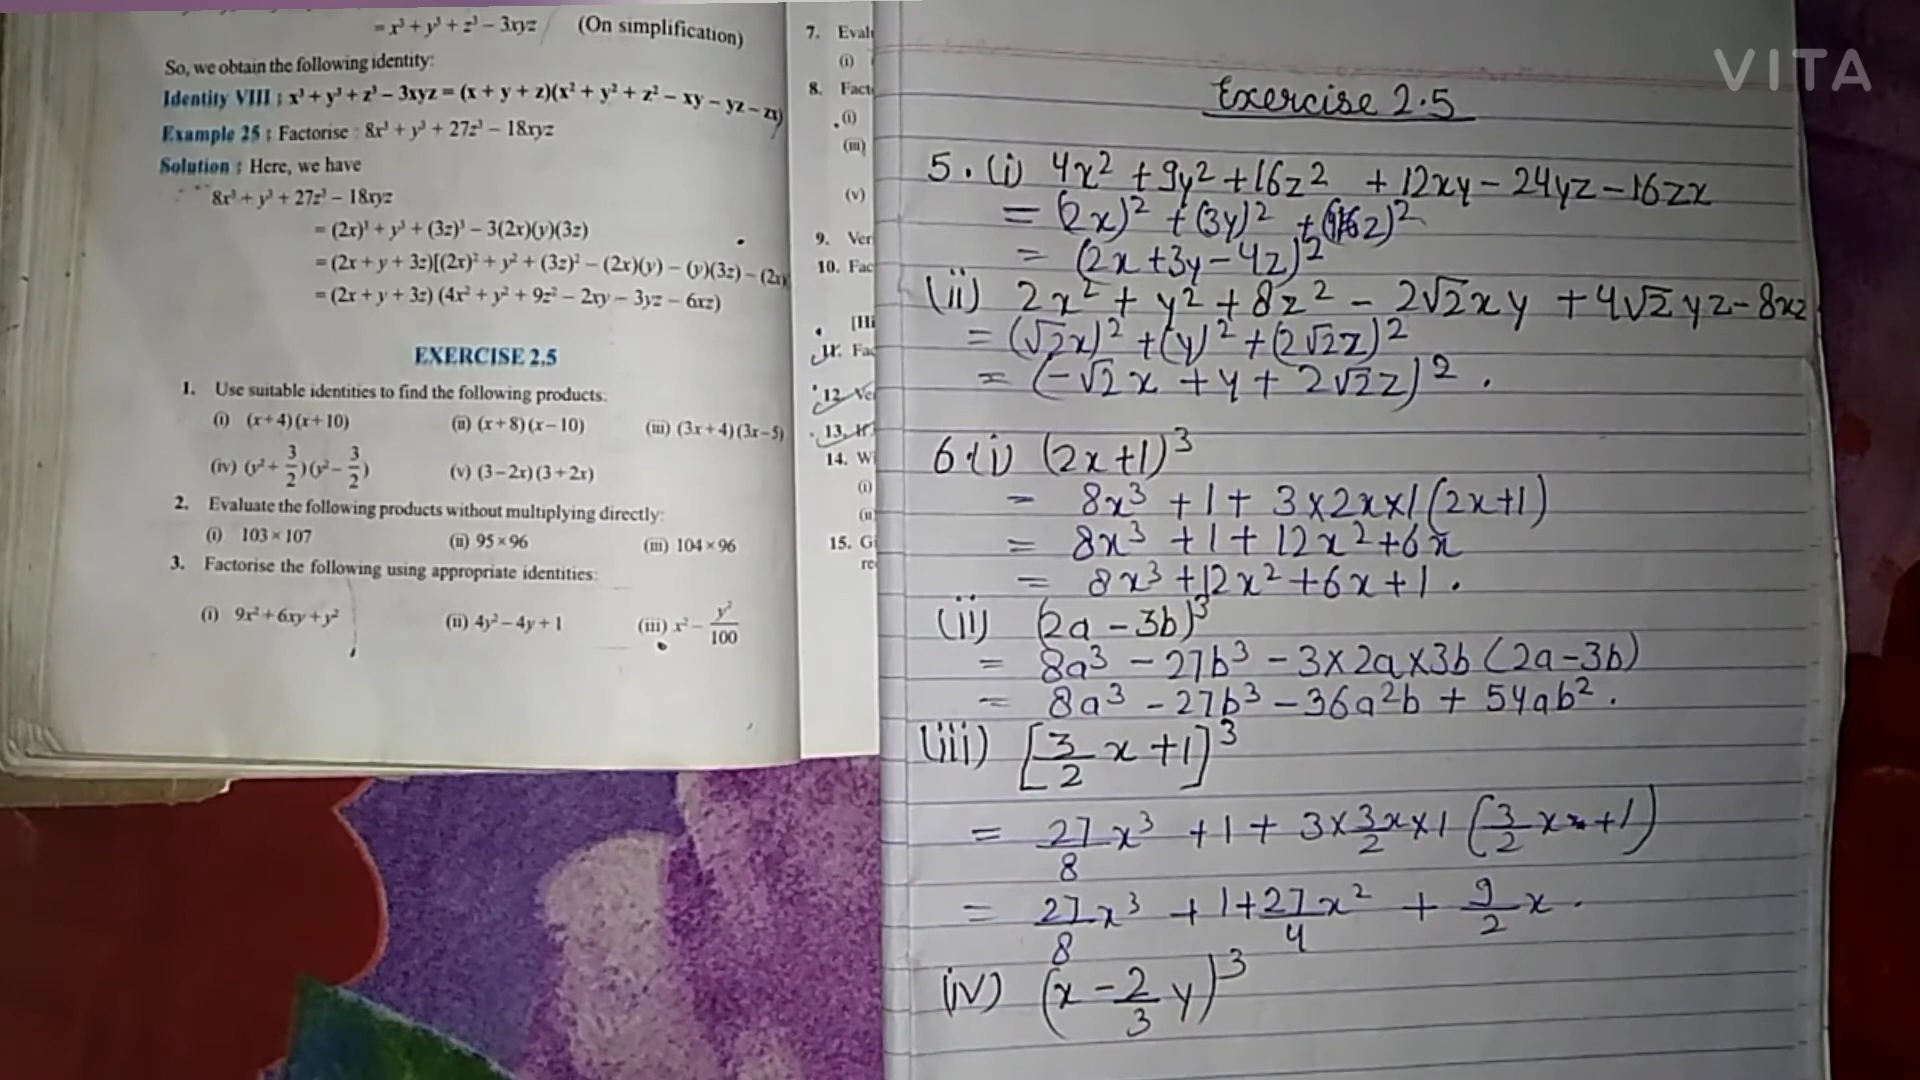 = x³ + y³ + z³ – 3xyz (On simplification)
So, we obtain the following identity:
Identity VIII : x³ + y³ + z³ – 3xyz = (x + y + z)(x² + y² + z² – xy – yz – zx)
Example 25 : Factorise : 8x³ + y³ + 27z³ – 18xyz
Solution : Here, we have
8x³ + y³ + 27z³ – 18xyz
= (2x)³ + y³ + (3z)³ – 3(2x)(y)(3z)
= (2x + y + 3z)[(2x)² + y² + (3z)² – (2x)(y) – (y)(3z) – (2x)
= (2x + y + 3z) (4x² + y² + 9z² – 2xy – 3yz – 6xz)
EXERCISE 2.5
1. Use suitable identities to find the following products:
(i) (x+4)(x+10) (ii) (x+8)(x–10) (iii) (3x+4)(3x–5)
(iv) (y²+3/2)(y²–3/2) (v) (3–2x)(3+2x)
2. Evaluate the following products without multiplying directly:
(i) 103×107 (ii) 95×96 (iii) 104×96
3. Factorise the following using appropriate identities:
(i) 9x²+6xy+y² (ii) 4y²–4y+1 (iii) x²–y²/100
7. Eval
(i)
8. Fact
(i)
(iii)
(v)
9. Ver
10. Fac
[Hi
11. Fac
12. Ve
13. If
14. W
(i)
(ii)
15. G
re
VITA
Exercise 2.5
5. (i) 4x² + 9y² + 16z² + 12xy – 24yz – 16zx
= (2x)² + (3y)² + z)²
= (2x+3y–4z)²
(ii) 2x² + y² + 8z² – 2√2xy + 4√2yz – 8xz
= (√2x)² + (y)² + (2√2z)²
= (–√2x + y + 2√2z)².
6. (i) (2x+1)³
= 8x³ + 1 + 3×2x×1(2x+1)
= 8x³ + 1 + 12x² + 6x
= 8x³ + 12x² + 6x + 1.
(ii) (2a – 3b)³
= 8a³ – 27b³ – 3×2a×3b(2a–3b)
= 8a³ – 27b³ – 36a²b + 54ab².
(iii) [3/2 x + 1]³
= 27/8 x³ + 1 + 3×3/2x×1 (3/2 x + 1)
= 27/8 x³ + 1 + 27/4 x² + 9/2 x.
(iv) (x – 2/3 y)³